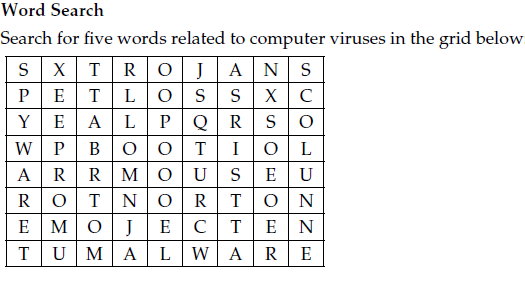 Word Search
Search for five words related to computer viruses in the grid below
S X T R O J A N S
P E T L O S S X C
Y E A L P Q R S O
W P B O O T I O L
A R R M O U S E U
R O T N O R T O N
E M O J E C T E N
T U M A L W A R E